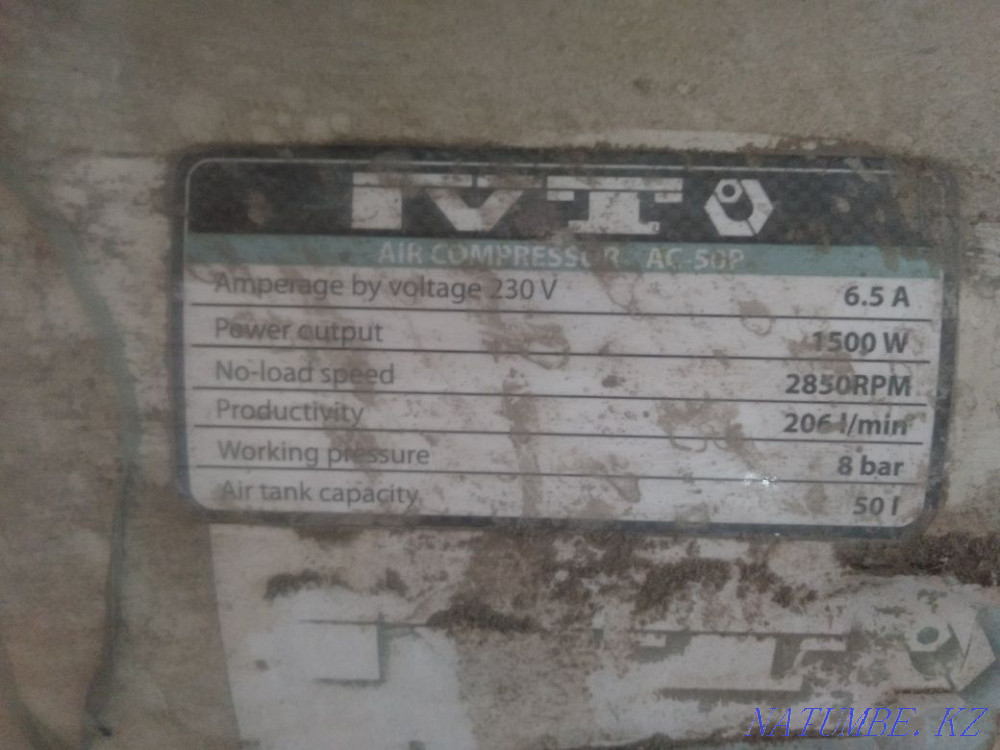 IVT
AIR COMPRESSOR AC-50P
Amperage by voltage 230 V 6.5 A
Power output 1500 W
No-load speed 2850RPM
Productivity 206 l/min
Working pressure 8 bar
Air tank capacity 50 l
NATUMBE.KZ